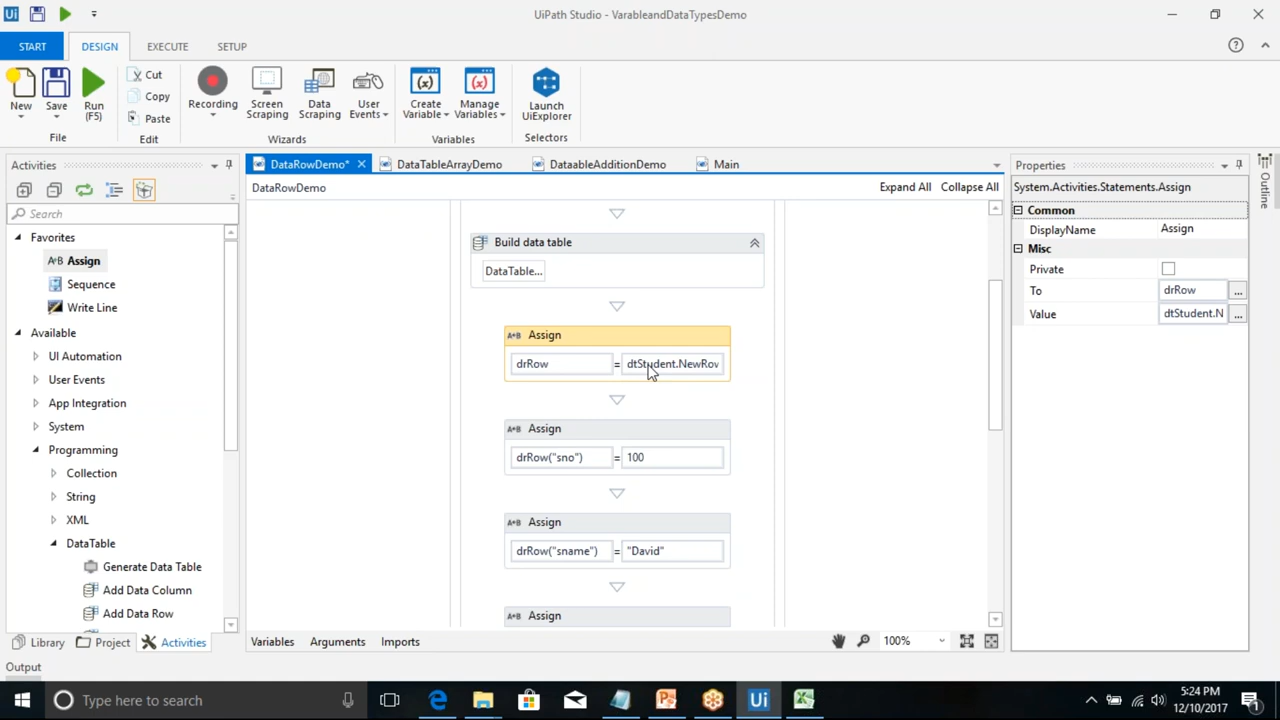 Ui
UiPath Studio - VarableandDataTypesDemo
START
DESIGN
EXECUTE
SETUP
New
Save
Run
(F5)
Cut
Copy
Paste
Recording
Screen
Scraping
Data
Scraping
User
Events
Create
Variable
Manage
Variables
Launch
UiExplorer
File
Edit
Wizards
Variables
Selectors
Activities
Search
Favorites
A+B Assign
Sequence
Write Line
Available
UI Automation
User Events
App Integration
System
Programming
Collection
String
XML
DataTable
Generate Data Table
Add Data Column
Add Data Row
Library
Project
Activities
DataRowDemo*
DataTableArrayDemo
DataableAdditionDemo
Main
DataRowDemo
Expand All
Collapse All
Build data table
DataTable...
A+B Assign
drRow = dtStudent.NewRov
A+B Assign
drRow("sno") = 100
A+B Assign
drRow("sname") = "David"
A+B Assign
Variables
Arguments
Imports
100%
Properties
System.Activities.Statements.Assign
Common
DisplayName Assign
Misc
Private
To drRow ...
Value dtStudent.N ...
Outline
Output
Type here to search
Ui
5:24 PM
12/10/2017
1